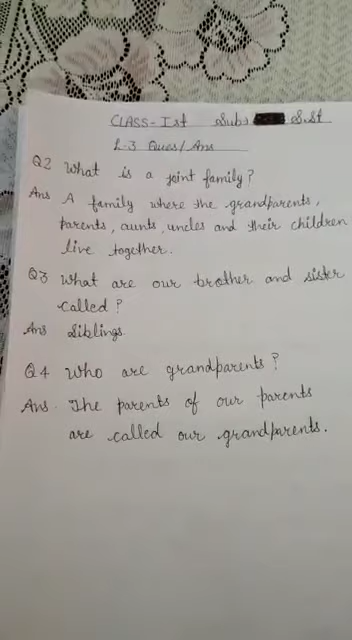 CLASS-Ist Sub: S.St
L-3 Ques/Ans
Q2 What is a joint family?
Ans A family where the grandparents,
parents, aunts, uncles and their children
live together.
Q3 What are our brother and sister
called?
Ans Siblings.
Q4 Who are grandparents?
Ans. The parents of our parents
are called our grandparents.